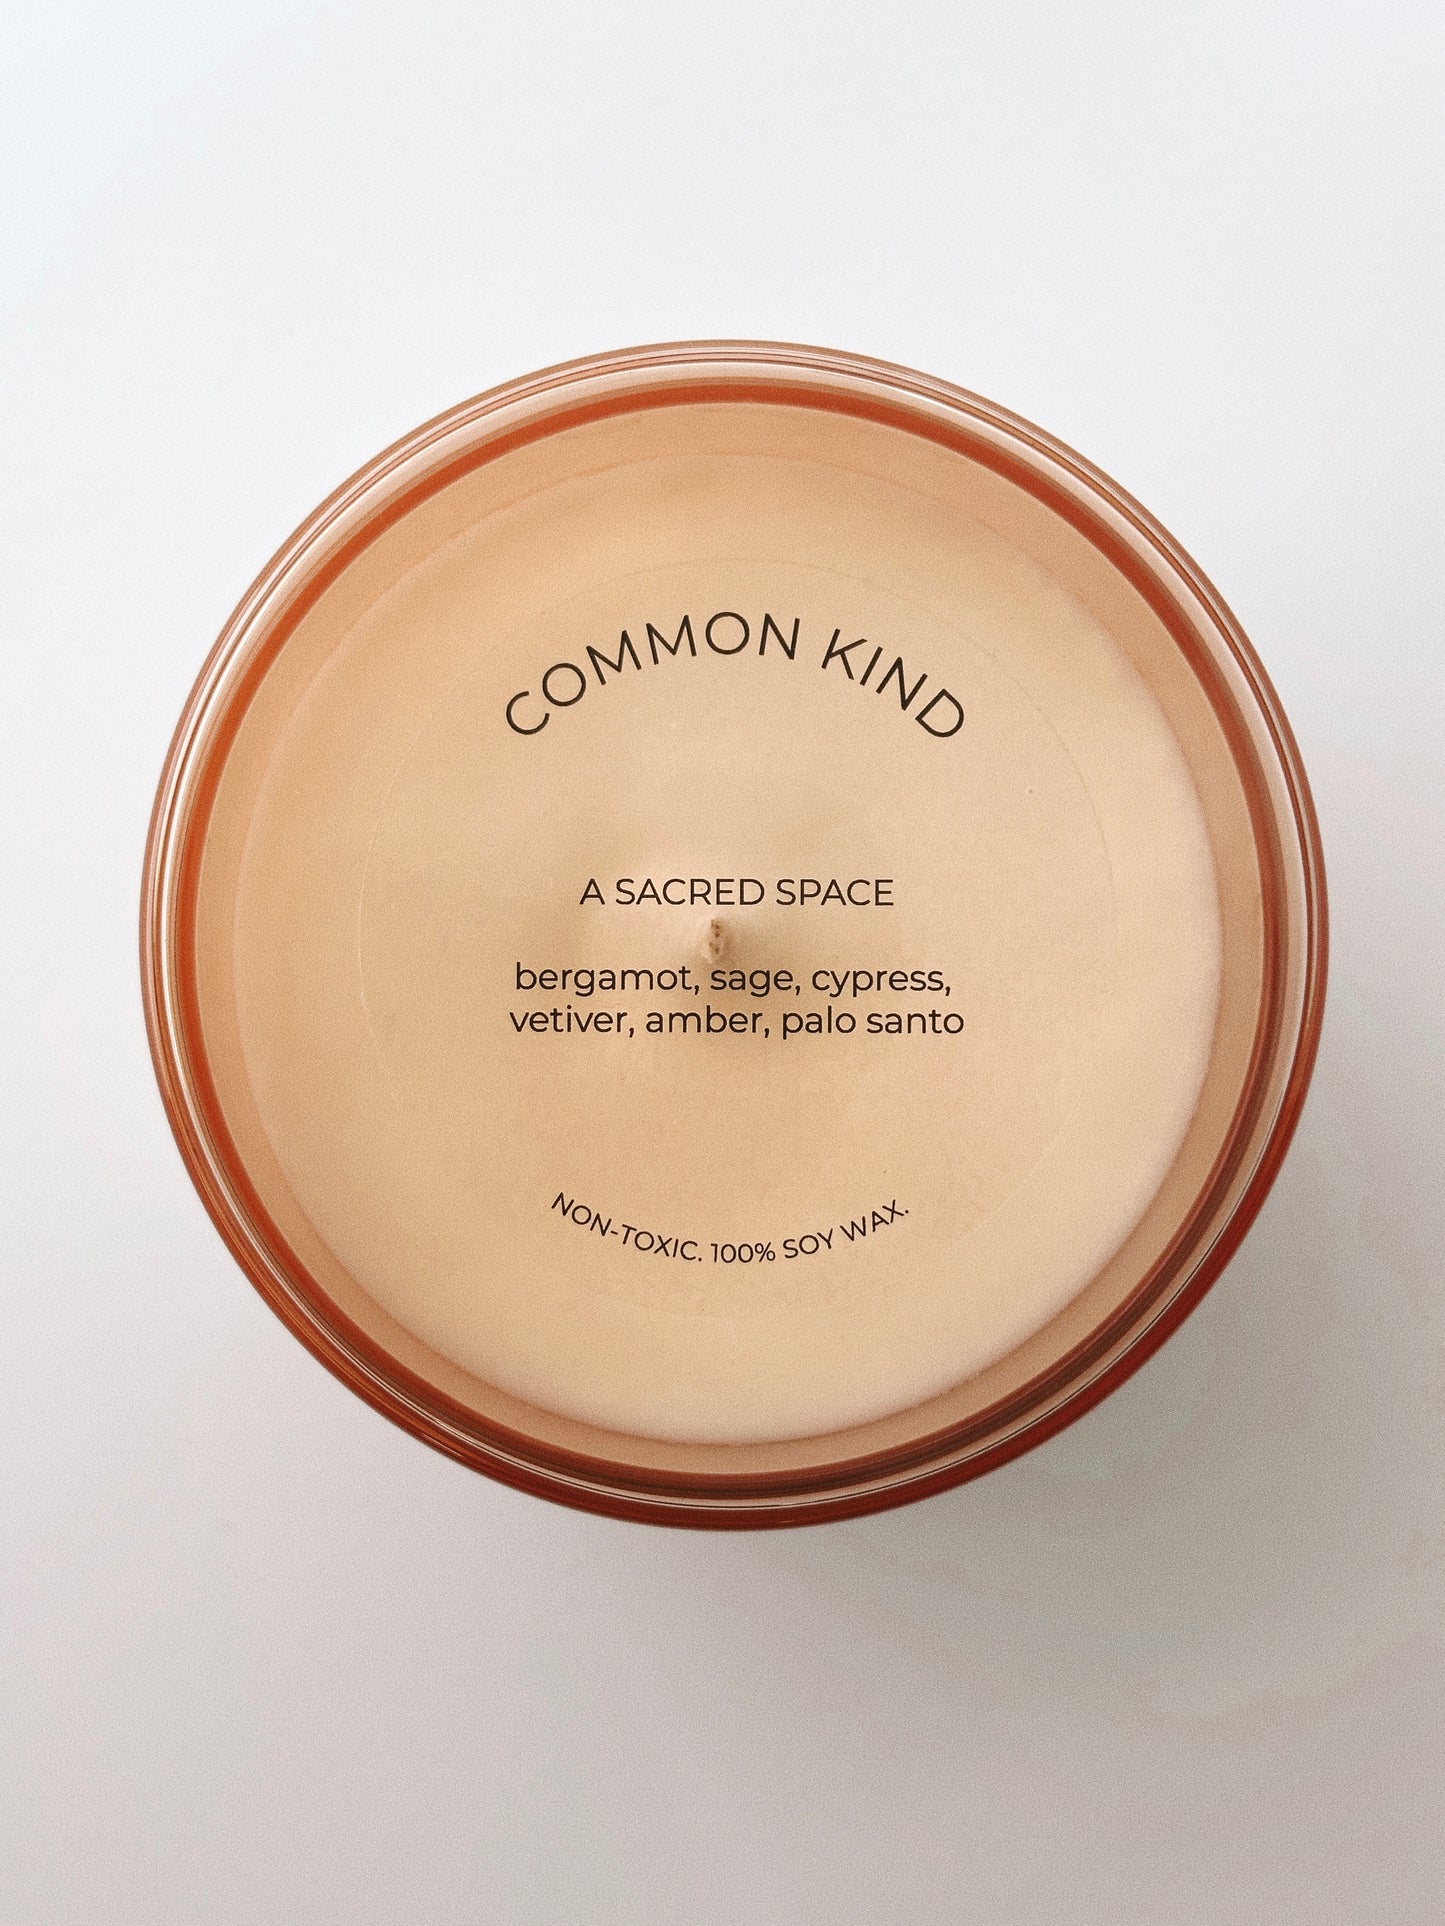 COMMON KIND
A SACRED SPACE
bergamot, sage, cypress,
vetiver, amber, palo santo
NON-TOXIC. 100% SOY WAX.